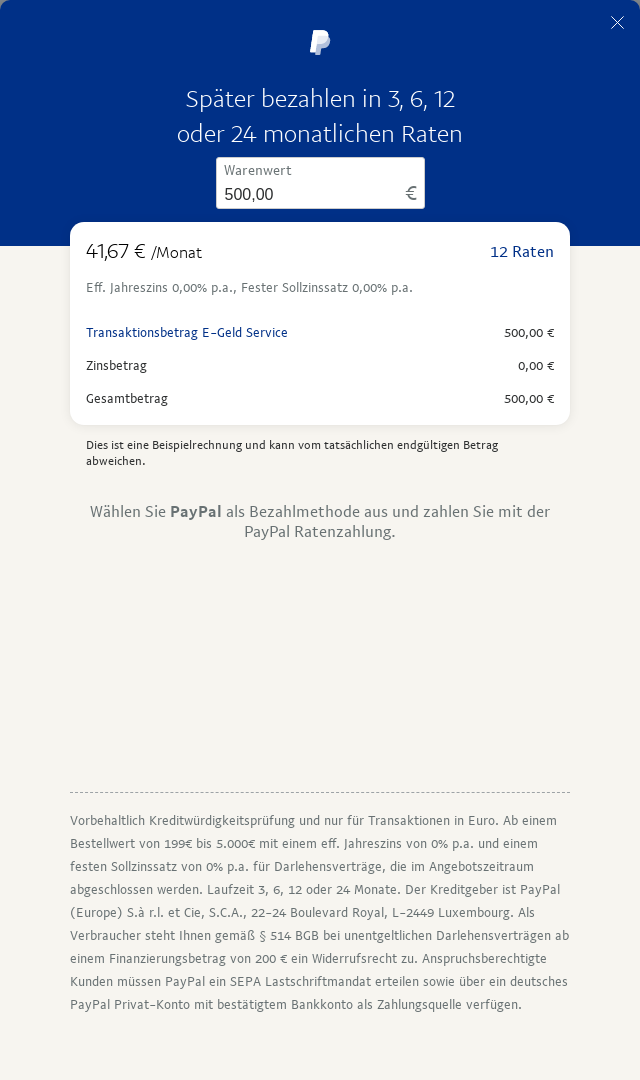 Später bezahlen in 3, 6, 12
oder 24 monatlichen Raten
Warenwert
500,00 €
41,67 € /Monat 12 Raten
Eff. Jahreszins 0,00% p.a., Fester Sollzinssatz 0,00% p.a.
Transaktionsbetrag E-Geld Service 500,00 €
Zinsbetrag 0,00 €
Gesamtbetrag 500,00 €
Dies ist eine Beispielrechnung und kann vom tatsächlichen endgültigen Betrag
abweichen.
Wählen Sie PayPal als Bezahlmethode aus und zahlen Sie mit der
PayPal Ratenzahlung.
Vorbehaltlich Kreditwürdigkeitsprüfung und nur für Transaktionen in Euro. Ab einem
Bestellwert von 199€ bis 5.000€ mit einem eff. Jahreszins von 0% p.a. und einem
festen Sollzinssatz von 0% p.a. für Darlehensverträge, die im Angebotszeitraum
abgeschlossen werden. Laufzeit 3, 6, 12 oder 24 Monate. Der Kreditgeber ist PayPal
(Europe) S.à r.l. et Cie, S.C.A., 22-24 Boulevard Royal, L-2449 Luxembourg. Als
Verbraucher steht Ihnen gemäß § 514 BGB bei unentgeltlichen Darlehensverträgen ab
einem Finanzierungsbetrag von 200 € ein Widerrufsrecht zu. Anspruchsberechtigte
Kunden müssen PayPal ein SEPA Lastschriftmandat erteilen sowie über ein deutsches
PayPal Privat-Konto mit bestätigtem Bankkonto als Zahlungsquelle verfügen.